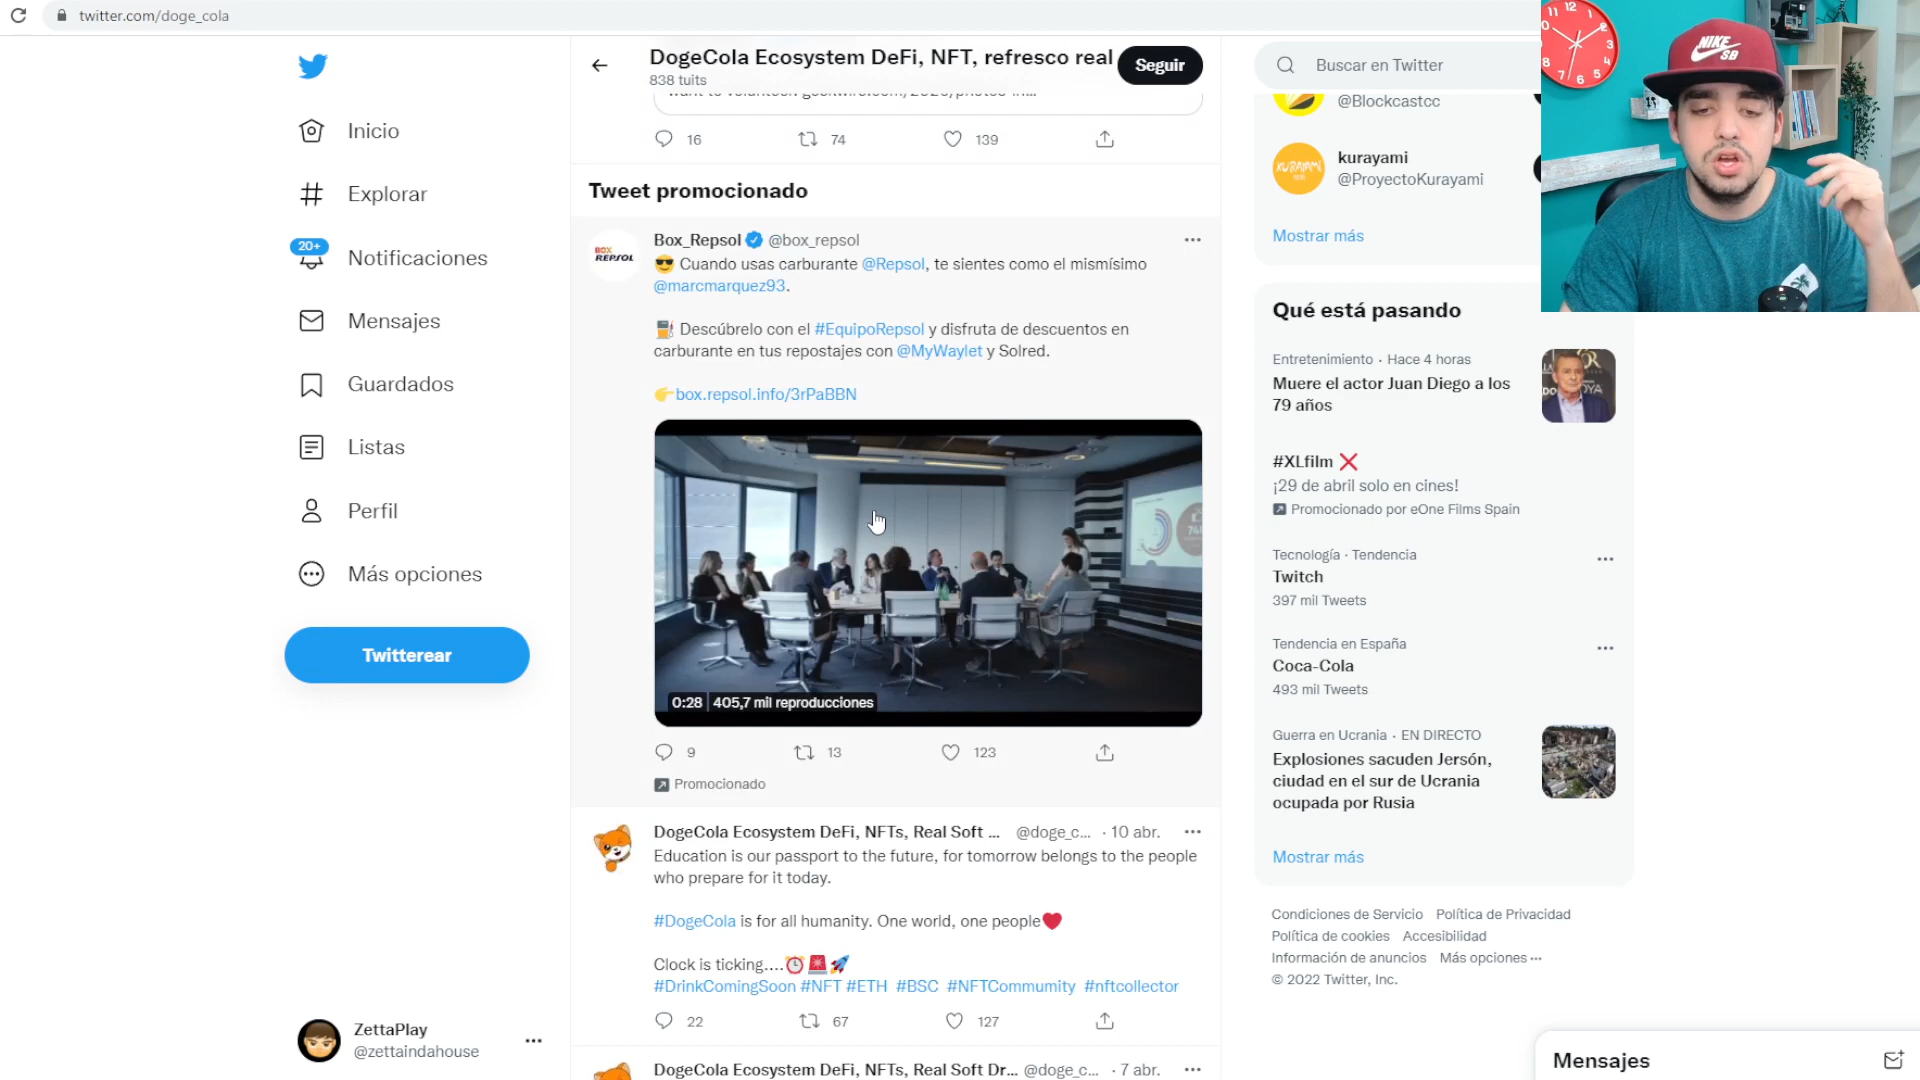 twitter.com/doge_cola
Inicio
Explorar
20+
Notificaciones
Mensajes
Guardados
Listas
Perfil
Más opciones
Twitterear
ZettaPlay
@zettaindahouse
DogeCola Ecosystem DeFi, NFT, refresco real
838 tuits
Seguir
16 74 139
Tweet promocionado
BOX REPSOL
Box_Repsol @box_repsol
😎 Cuando usas carburante @Repsol, te sientes como el mismísimo
@marcmarquez93.
⛽ Descúbrelo con el #EquipoRepsol y disfruta de descuentos en
carburante en tus repostajes con @MyWaylet y Solred.
👉box.repsol.info/3rPaBBN
0:28 405,7 mil reproducciones
9 13 123
Promocionado
DogeCola Ecosystem DeFi, NFTs, Real Soft ... @doge_c... · 10 abr.
Education is our passport to the future, for tomorrow belongs to the people
who prepare for it today.
#DogeCola is for all humanity. One world, one people❤️
Clock is ticking....⏰🚨🚀
#DrinkComingSoon #NFT #ETH #BSC #NFTCommumity #nftcollector
22 67 127
DogeCola Ecosystem DeFi, NFTs, Real Soft Dr... @doge_c... · 7 abr.
Buscar en Twitter
@Blockcastcc
KURAYAMI
kurayami
@ProyectoKurayami
Mostrar más
Qué está pasando
Entretenimiento · Hace 4 horas
Muere el actor Juan Diego a los
79 años
#XLfilm ❌
¡29 de abril solo en cines!
Promocionado por eOne Films Spain
Tecnología · Tendencia
Twitch
397 mil Tweets
Tendencia en España
Coca-Cola
493 mil Tweets
Guerra en Ucrania · EN DIRECTO
Explosiones sacuden Jersón,
ciudad en el sur de Ucrania
ocupada por Rusia
Mostrar más
Condiciones de Servicio Política de Privacidad
Política de cookies Accesibilidad
Información de anuncios Más opciones ···
© 2022 Twitter, Inc.
Mensajes
NIKE
SB